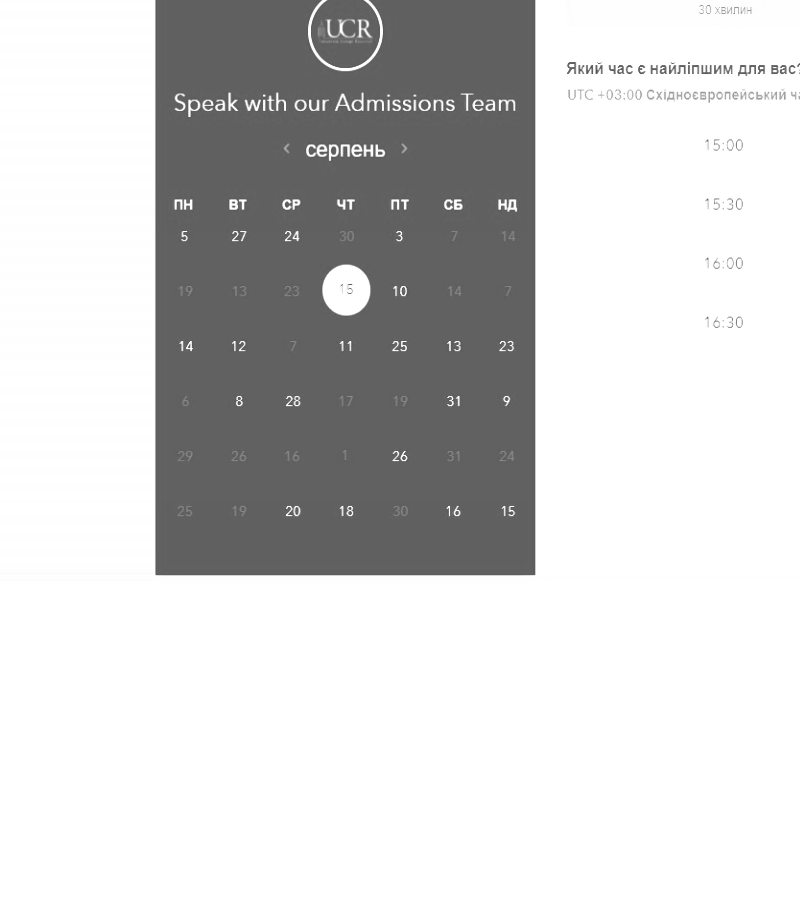 UCR
Speak with our Admissions Team
‹ серпень ›
ПН ВТ СР ЧТ ПТ СБ НД
5 27 24 30 3 7 14
19 13 23 15 10 14 7
14 12 7 11 25 13 23
6 8 28 17 19 31 9
29 26 16 1 26 31 24
25 19 20 18 30 16 15
30 хвилин
Який час є найліпшим для вас?
UTC +03:00 Східноєвропейський ча
15:00
15:30
16:00
16:30